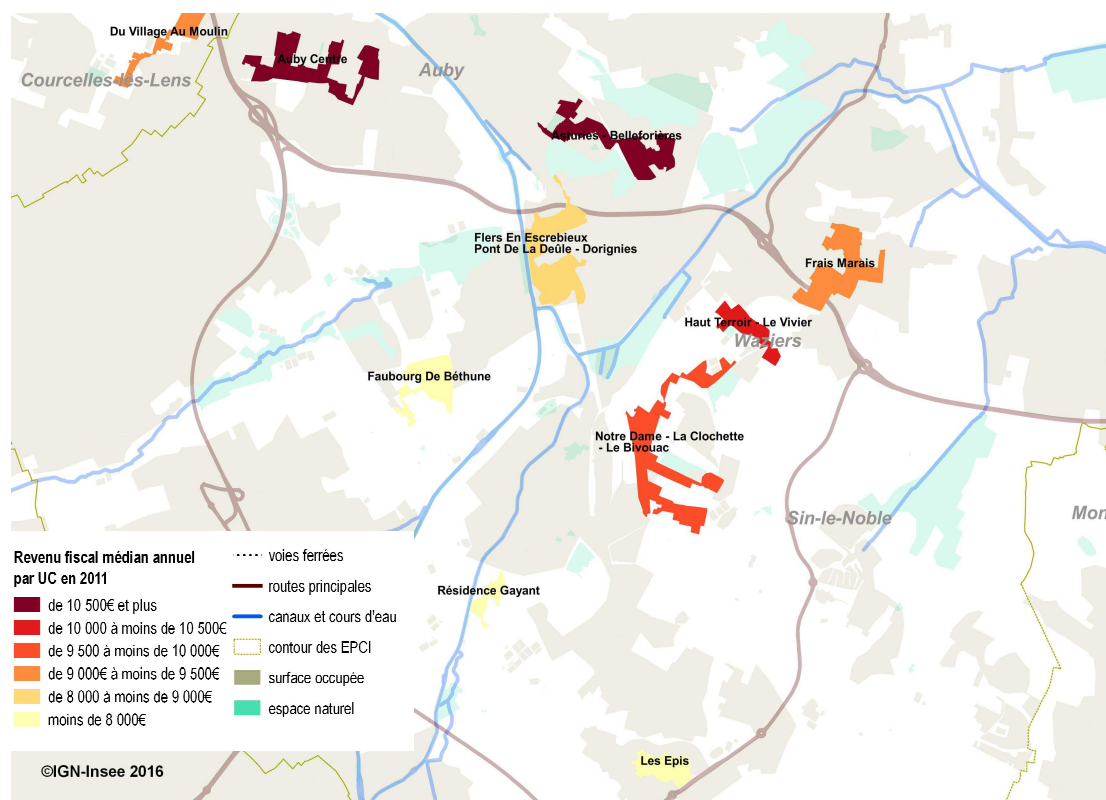 Du Village Au Moulin
Courcelles-les-Lens
Auby Centre
Auby
Asturies - Belleforières
Flers En Escrebieux
Pont De La Deûle - Dorignies
Frais Marais
Haut Terroir - Le Vivier
Waziers
Faubourg De Béthune
Notre Dame - La Clochette
- Le Bivouac
Sin-le-Noble
Mon
Résidence Gayant
Les Epis
Revenu fiscal médian annuel
par UC en 2011
de 10 500€ et plus
de 10 000 à moins de 10 500€
de 9 500 à moins de 10 000€
de 9 000€ à moins de 9 500€
de 8 000 à moins de 9 000€
moins de 8 000€
voies ferrées
routes principales
canaux et cours d'eau
contour des EPCI
surface occupée
espace naturel
©IGN-Insee 2016